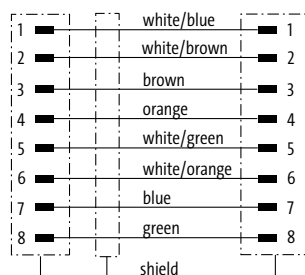 1 white/blue 1
2 white/brown 2
3 brown 3
4 orange 4
5 white/green 5
6 white/orange 6
7 blue 7
8 green 8
shield